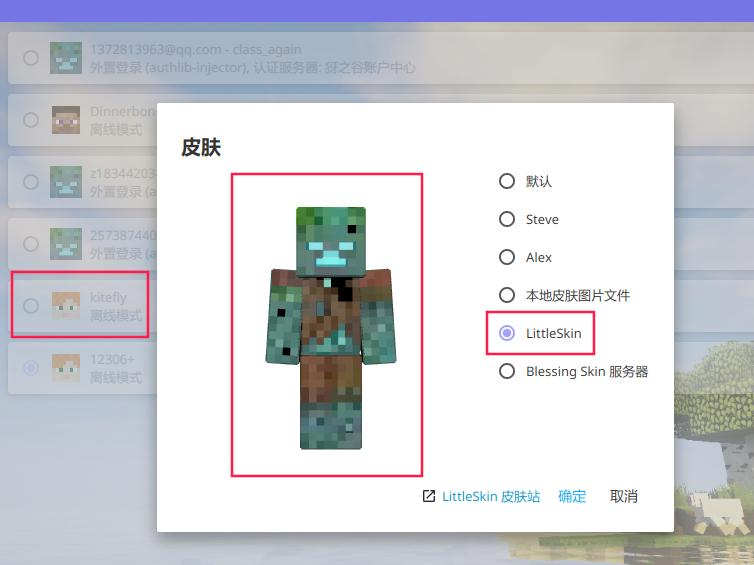 1372813963@qq.com - class_again
外置登录 (authlib-injector), 认证服务器: 犽之谷账户中心
Dinnerbon
离线模式
z18344203
外置登录 (a
257387440
外置登录 (a
kitefly
离线模式
12306+
离线模式
皮肤
默认
Steve
Alex
本地皮肤图片文件
LittleSkin
Blessing Skin 服务器
LittleSkin 皮肤站
确定
取消